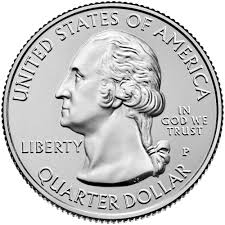 UNITED STATES OF AMERICA
LIBERTY
IN
GOD WE
TRUST
P
QUARTER DOLLAR